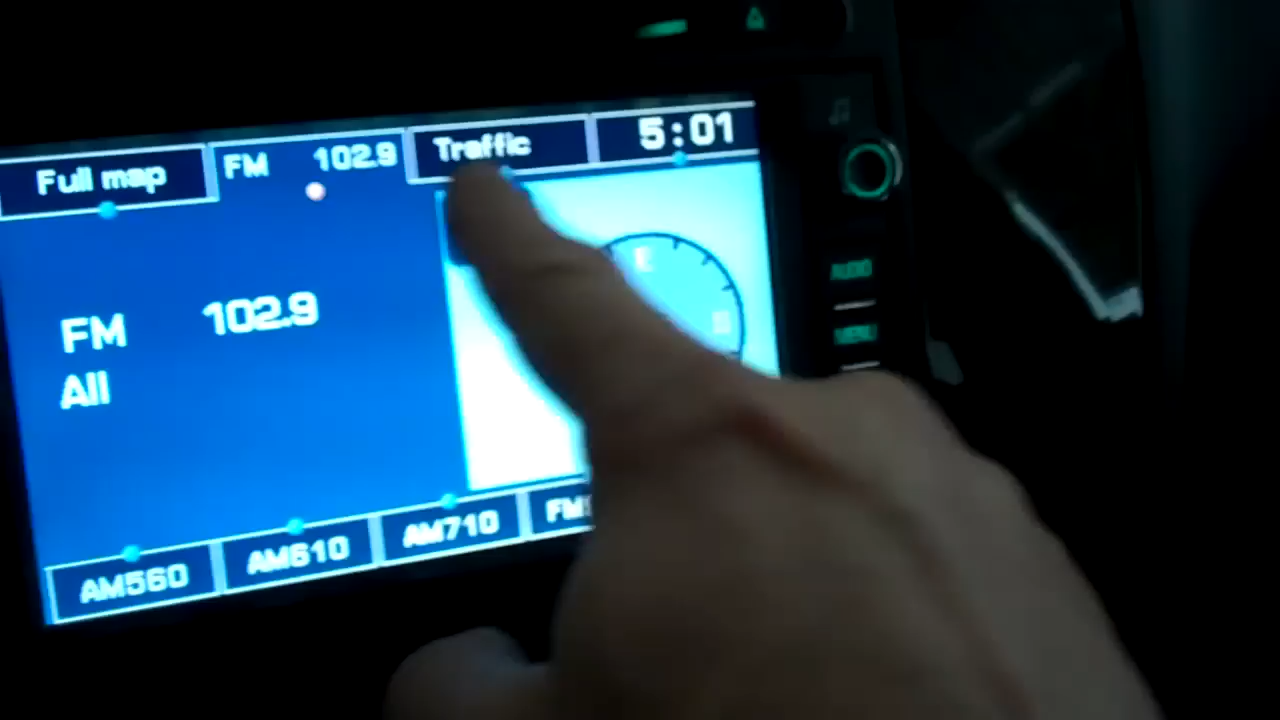 Full map
FM 102.9
Traffic
5:01
FM 102.9
All
E
AM560
AM610
AM710
FM
AUDIO
MENU